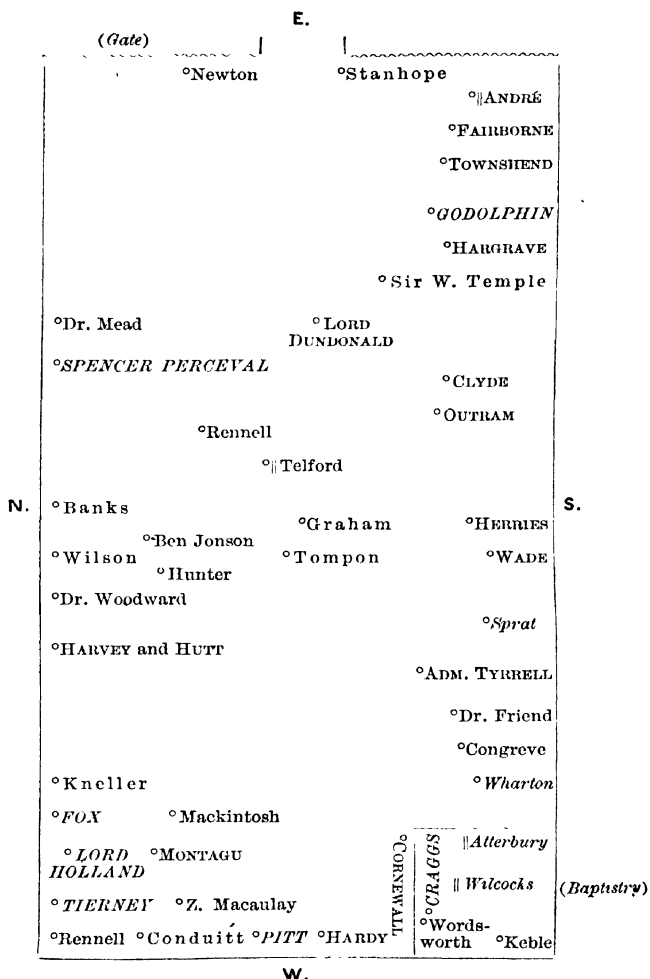 E.
(Gate)
°Newton °Stanhope
°||ANDRÉ
°FAIRBORNE
°TOWNSHEND
°GODOLPHIN
°HARGRAVE
°Sir W. Temple
°Dr. Mead °LORD
DUNDONALD
°SPENCER PERCEVAL
°CLYDE
°OUTRAM
°Rennell
°||Telford
N. S.
°Banks
°Graham °HERRIES
°Ben Jonson
°Wilson °Tompon °WADE
°Hunter
°Dr. Woodward
°Sprat
°HARVEY and HUTT
°ADM. TYRRELL
°Dr. Friend
°Congreve
°Kneller °Wharton
°FOX °Mackintosh
°LORD °MONTAGU
HOLLAND
°CORNEWALL
°CRAGGS
||Atterbury
||Wilcocks (Baptistry)
°TIERNEY °Z. Macaulay
°Words-
worth °Keble
°Rennell °Conduitt °PITT °HARDY
W.